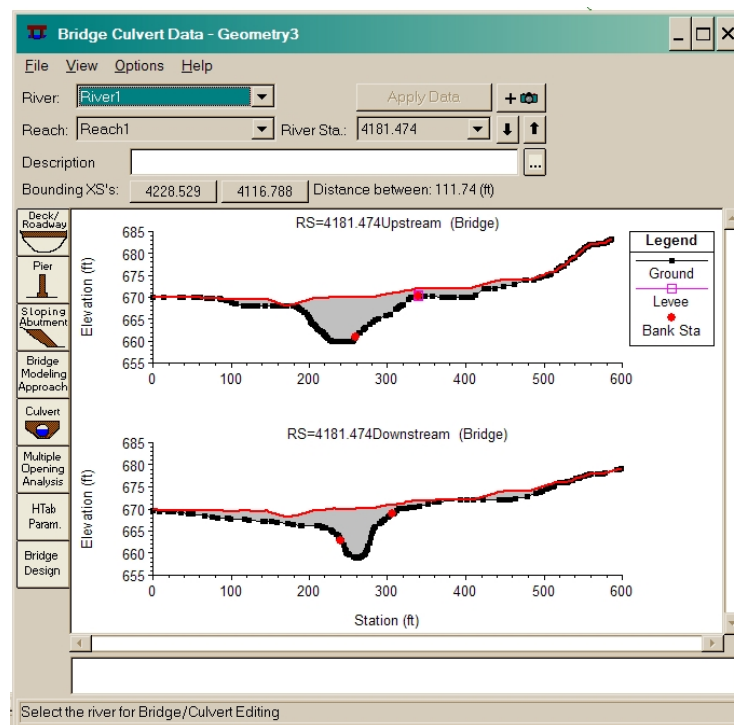 Bridge Culvert Data - Geometry3
File View Options Help
River: River1 Apply Data +
Reach: Reach1 River Sta.: 4181.474
Description ...
Bounding XS's: 4228.529 4116.788 Distance between: 111.74 (ft)
Deck/
Roadway
Pier
Sloping
Abutment
Bridge
Modeling
Approach
Culvert
Multiple
Opening
Analysis
HTab
Param.
Bridge
Design
RS=4181.474Upstream (Bridge)
Elevation (ft)
685
680
675
670
665
660
655
0 100 200 300 400 500 600
Legend
Ground
Levee
Bank Sta
RS=4181.474Downstream (Bridge)
Elevation (ft)
685
680
675
670
665
660
655
0 100 200 300 400 500 600
Station (ft)
Select the river for Bridge/Culvert Editing